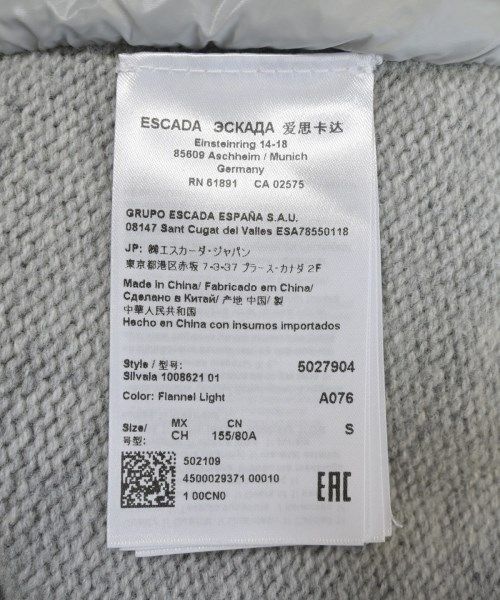 ESCADA ЭСКАДА 爱思卡达
Einsteinring 14-18
85609 Aschheim / Munich
Germany
RN 61891 CA 02575
GRUPO ESCADA ESPAÑA S.A.U.
08147 Sant Cugat del Valles ESA78550118
JP: ㈱エスカーダ・ジャパン
東京都港区赤坂 7-3-37 プラース・カナダ 2F
Made in China/ Fabricado em China/
Сделано в Китай/ 产地 中国/ 製
中華人民共和国
Hecho en China con insumos importados
Style / 型号: 5027904
Silvala 1008621 01
Color: Flannel Light A076
Size/ MX CN S
号型: CH 155/80A
502109
4500029371 00010
1 00CN0
EAC